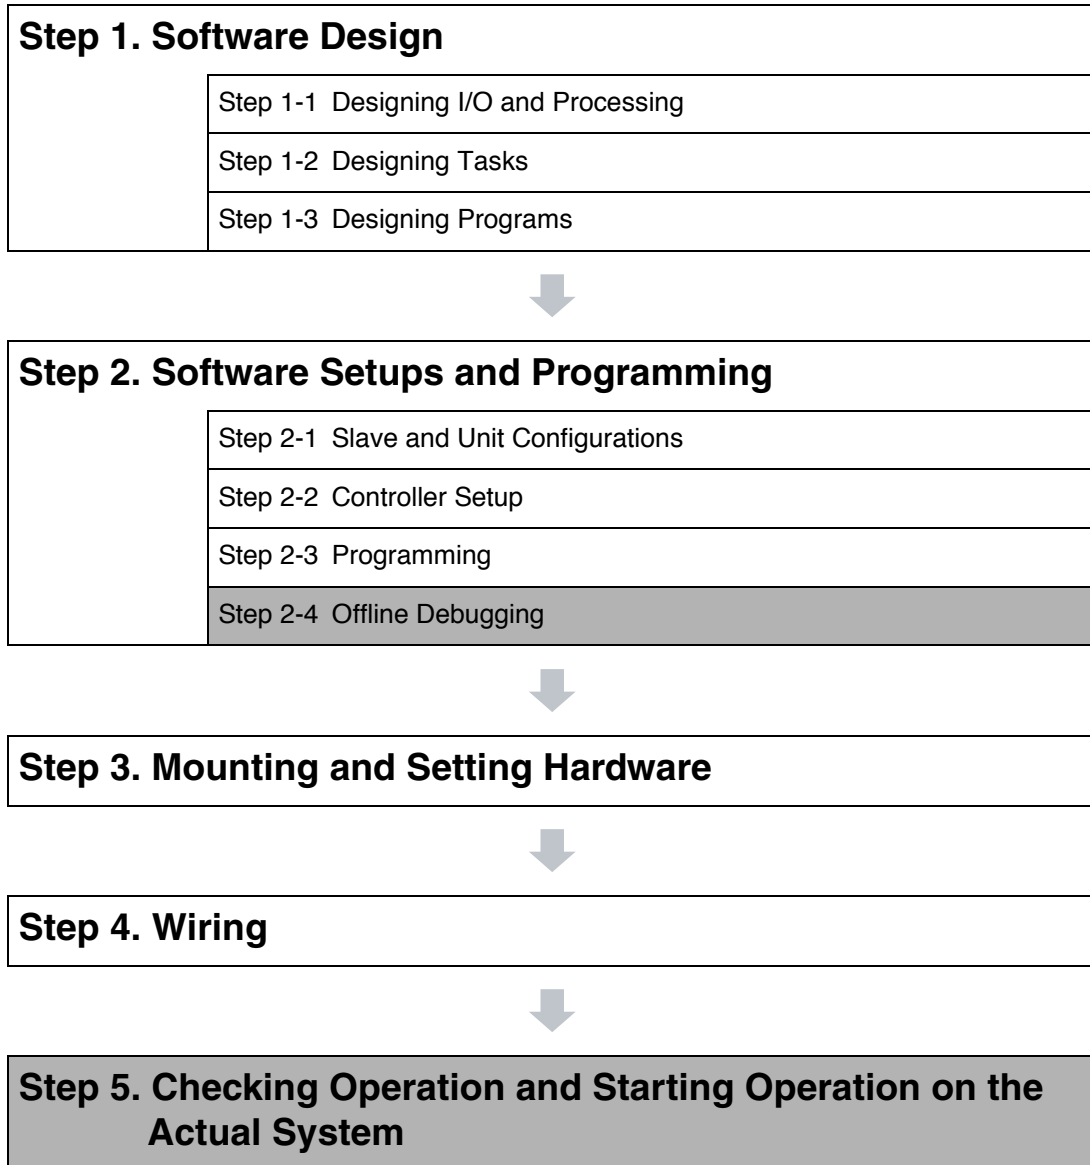 Step 1. Software Design
Step 1-1 Designing I/O and Processing
Step 1-2 Designing Tasks
Step 1-3 Designing Programs
Step 2. Software Setups and Programming
Step 2-1 Slave and Unit Configurations
Step 2-2 Controller Setup
Step 2-3 Programming
Step 2-4 Offline Debugging
Step 3. Mounting and Setting Hardware
Step 4. Wiring
Step 5. Checking Operation and Starting Operation on the
Actual System